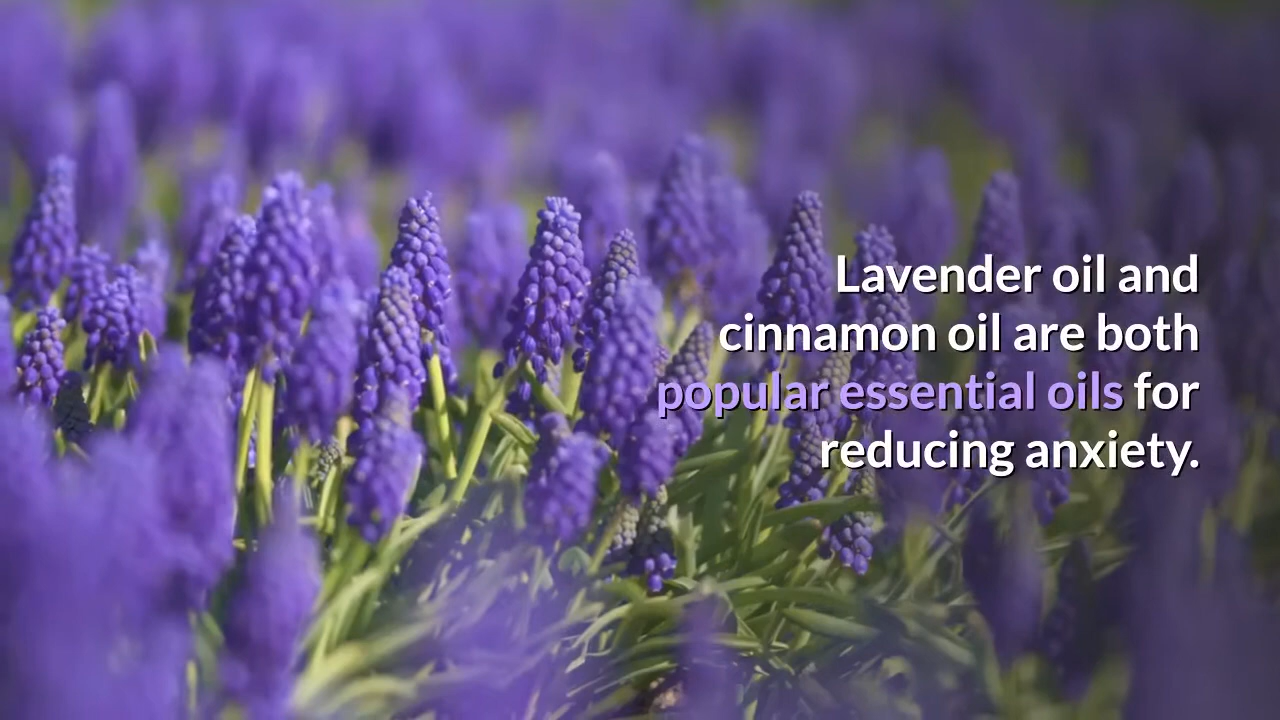 Lavender oil and
cinnamon oil are both
popular essential oils for
reducing anxiety.